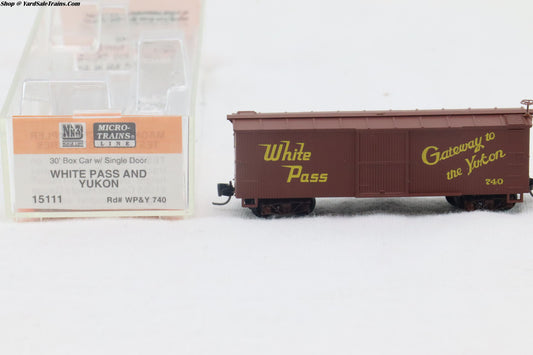 Shop @ YardSaleTrains.Com
Nn3
MICRO-
TRAINS®
LINE
30' Box Car w/ Single Door
WHITE PASS AND
YUKON
15111 Rd# WP&Y 740
White
Pass
Gateway to
the Yukon
740